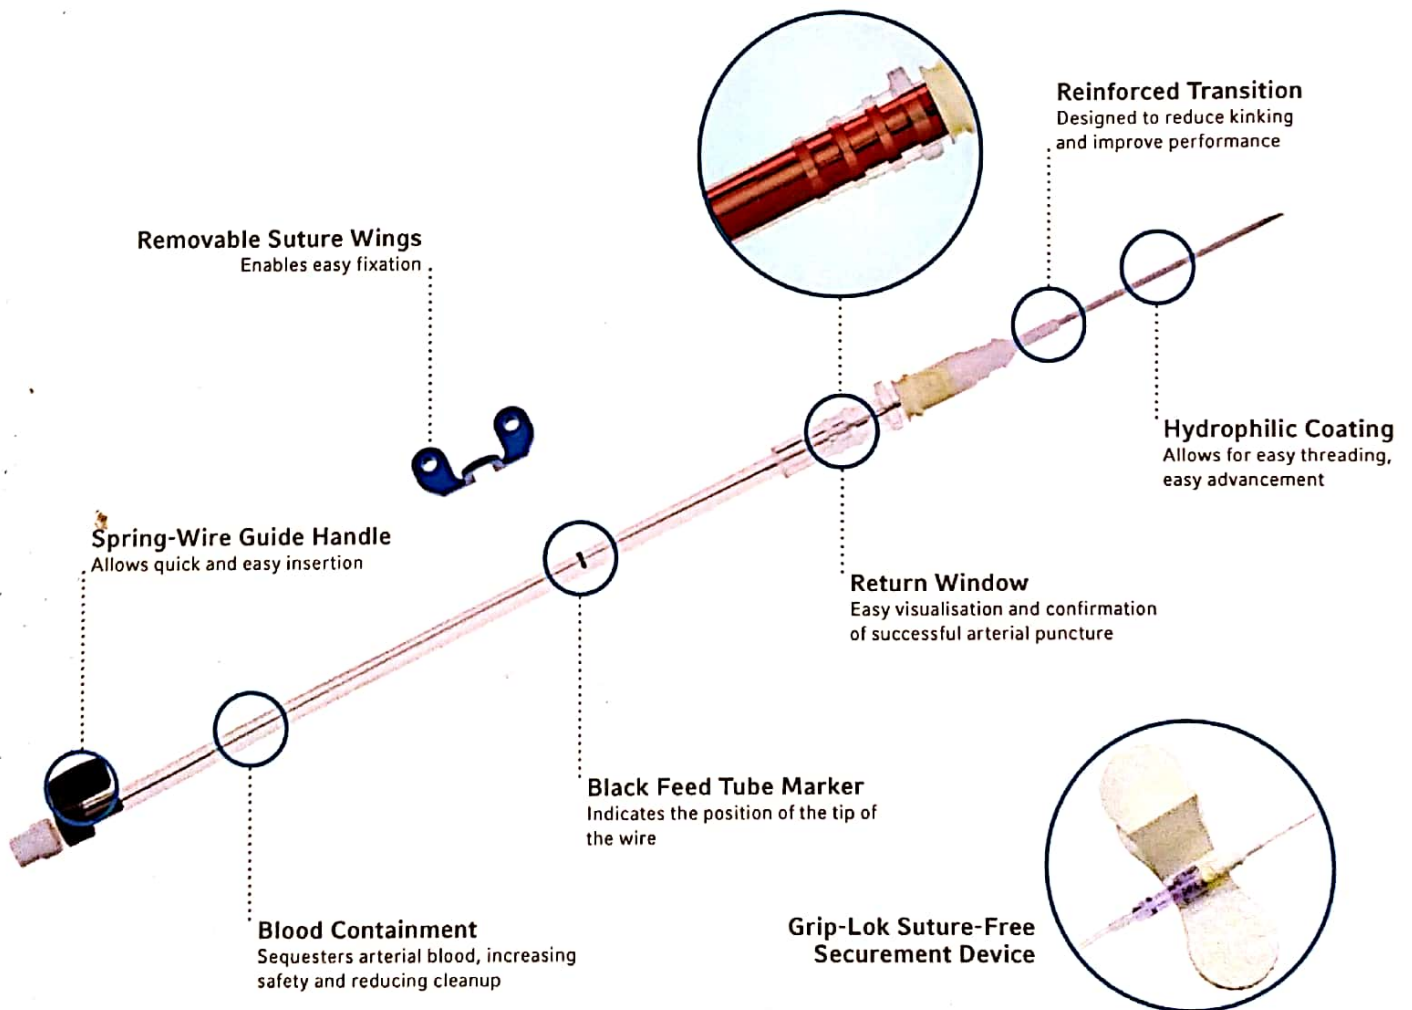 Reinforced Transition
Designed to reduce kinking
and improve performance
Removable Suture Wings
Enables easy fixation
Hydrophilic Coating
Allows for easy threading,
easy advancement
Spring-Wire Guide Handle
Allows quick and easy insertion
Return Window
Easy visualisation and confirmation
of successful arterial puncture
Black Feed Tube Marker
Indicates the position of the tip of
the wire
Blood Containment
Sequesters arterial blood, increasing
safety and reducing cleanup
Grip-Lok Suture-Free
Securement Device